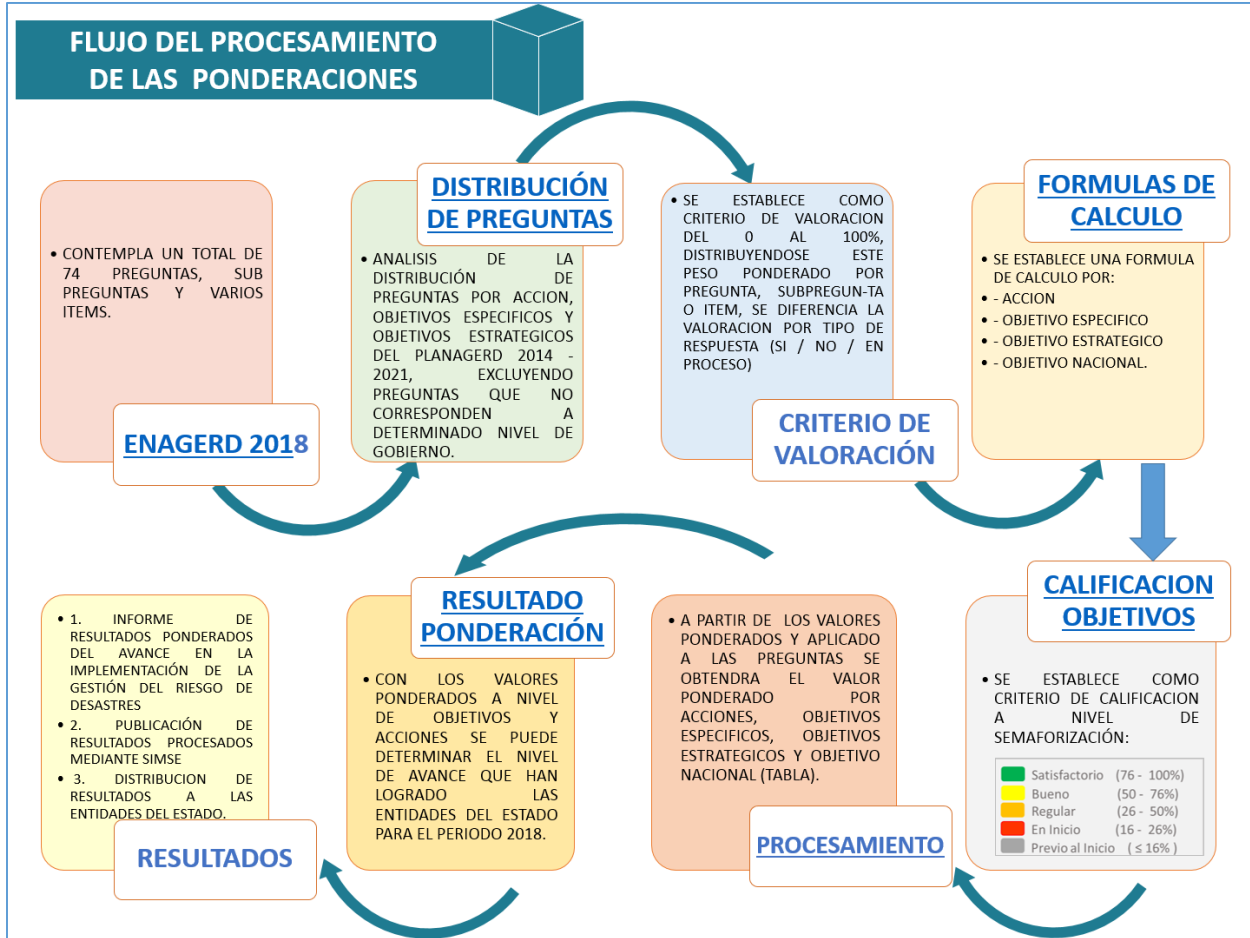 FLUJO DEL PROCESAMIENTO
DE LAS PONDERACIONES
• CONTEMPLA UN TOTAL DE
74 PREGUNTAS, SUB
PREGUNTAS Y VARIOS
ITEMS.
ENAGERD 2018
DISTRIBUCIÓN
DE PREGUNTAS
• ANALISIS DE LA
DISTRIBUCIÓN DE
PREGUNTAS POR ACCION,
OBJETIVOS ESPECIFICOS Y
OBJETIVOS ESTRATEGICOS
DEL PLANAGERD 2014 -
2021, EXCLUYENDO
PREGUNTAS QUE NO
CORRESPONDEN A
DETERMINADO NIVEL DE
GOBIERNO.
• SE ESTABLECE COMO
CRITERIO DE VALORACION
DEL 0 AL 100%,
DISTRIBUYENDOSE ESTE
PESO PONDERADO POR
PREGUNTA, SUBPREGUN-TA
O ITEM, SE DIFERENCIA LA
VALORACION POR TIPO DE
RESPUESTA (SI / NO / EN
PROCESO)
CRITERIO DE
VALORACIÓN
FORMULAS DE
CALCULO
• SE ESTABLECE UNA FORMULA
DE CALCULO POR:
• - ACCION
• - OBJETIVO ESPECIFICO
• - OBJETIVO ESTRATÉGICO
• - OBJETIVO NACIONAL.
CALIFICACION
OBJETIVOS
• SE ESTABLECE COMO
CRITERIO DE CALIFICACION
A NIVEL DE
SEMAFORIZACIÓN:
Satisfactorio (76 - 100%)
Bueno (50 - 76%)
Regular (26 - 50%)
En Inicio (16 - 26%)
Previo al Inicio ( ≤ 16% )
• A PARTIR DE LOS VALORES
PONDERADOS Y APLICADO
A LAS PREGUNTAS SE
OBTENDRA EL VALOR
PONDERADO POR
ACCIONES, OBJETIVOS
ESPECIFICOS, OBJETIVOS
ESTRATEGICOS Y OBJETIVO
NACIONAL (TABLA).
PROCESAMIENTO
RESULTADO
PONDERACIÓN
• CON LOS VALORES
PONDERADOS A NIVEL
DE OBJETIVOS Y
ACCIONES SE PUEDE
DETERMINAR EL NIVEL
DE AVANCE QUE HAN
LOGRADO LAS
ENTIDADES DEL ESTADO
PARA EL PERIODO 2018.
• 1. INFORME DE
RESULTADOS PONDERADOS
DEL AVANCE EN LA
IMPLEMENTACIÓN DE LA
GESTIÓN DEL RIESGO DE
DESASTRES
• 2. PUBLICACIÓN DE
RESULTADOS PROCESADOS
MEDIANTE SIMSE
• 3. DISTRIBUCION DE
RESULTADOS A LAS
ENTIDADES DEL ESTADO.
RESULTADOS